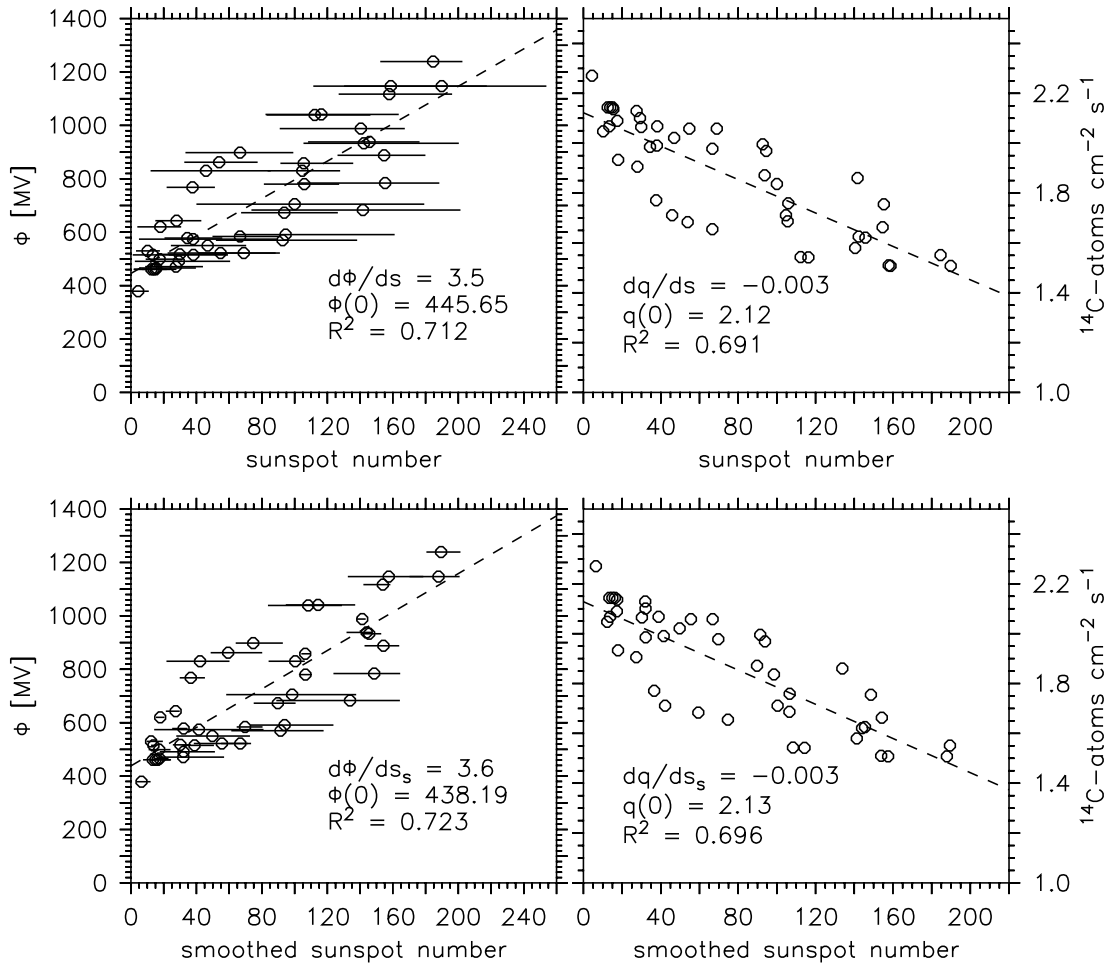 1400
1200
1000
800
600
400
200
0
Φ [MV]
dΦ/ds = 3.5
Φ(0) = 445.65
R² = 0.712
0 40 80 120 160 200 240
sunspot number
2.2
1.8
1.4
1.0
¹⁴C−atoms cm⁻² s⁻¹
dq/ds = −0.003
q(0) = 2.12
R² = 0.691
0 40 80 120 160 200
sunspot number
1400
1200
1000
800
600
400
200
0
Φ [MV]
dΦ/dsₛ = 3.6
Φ(0) = 438.19
R² = 0.723
0 40 80 120 160 200 240
smoothed sunspot number
2.2
1.8
1.4
1.0
¹⁴C−atoms cm⁻² s⁻¹
dq/dsₛ = −0.003
q(0) = 2.13
R² = 0.696
0 40 80 120 160 200
smoothed sunspot number